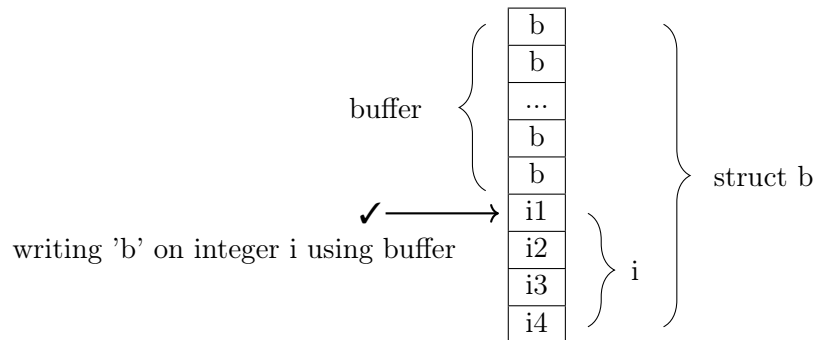 b
b
...
b
b
i1
i2
i3
i4
buffer
struct b
✓
writing 'b' on integer i using buffer
i